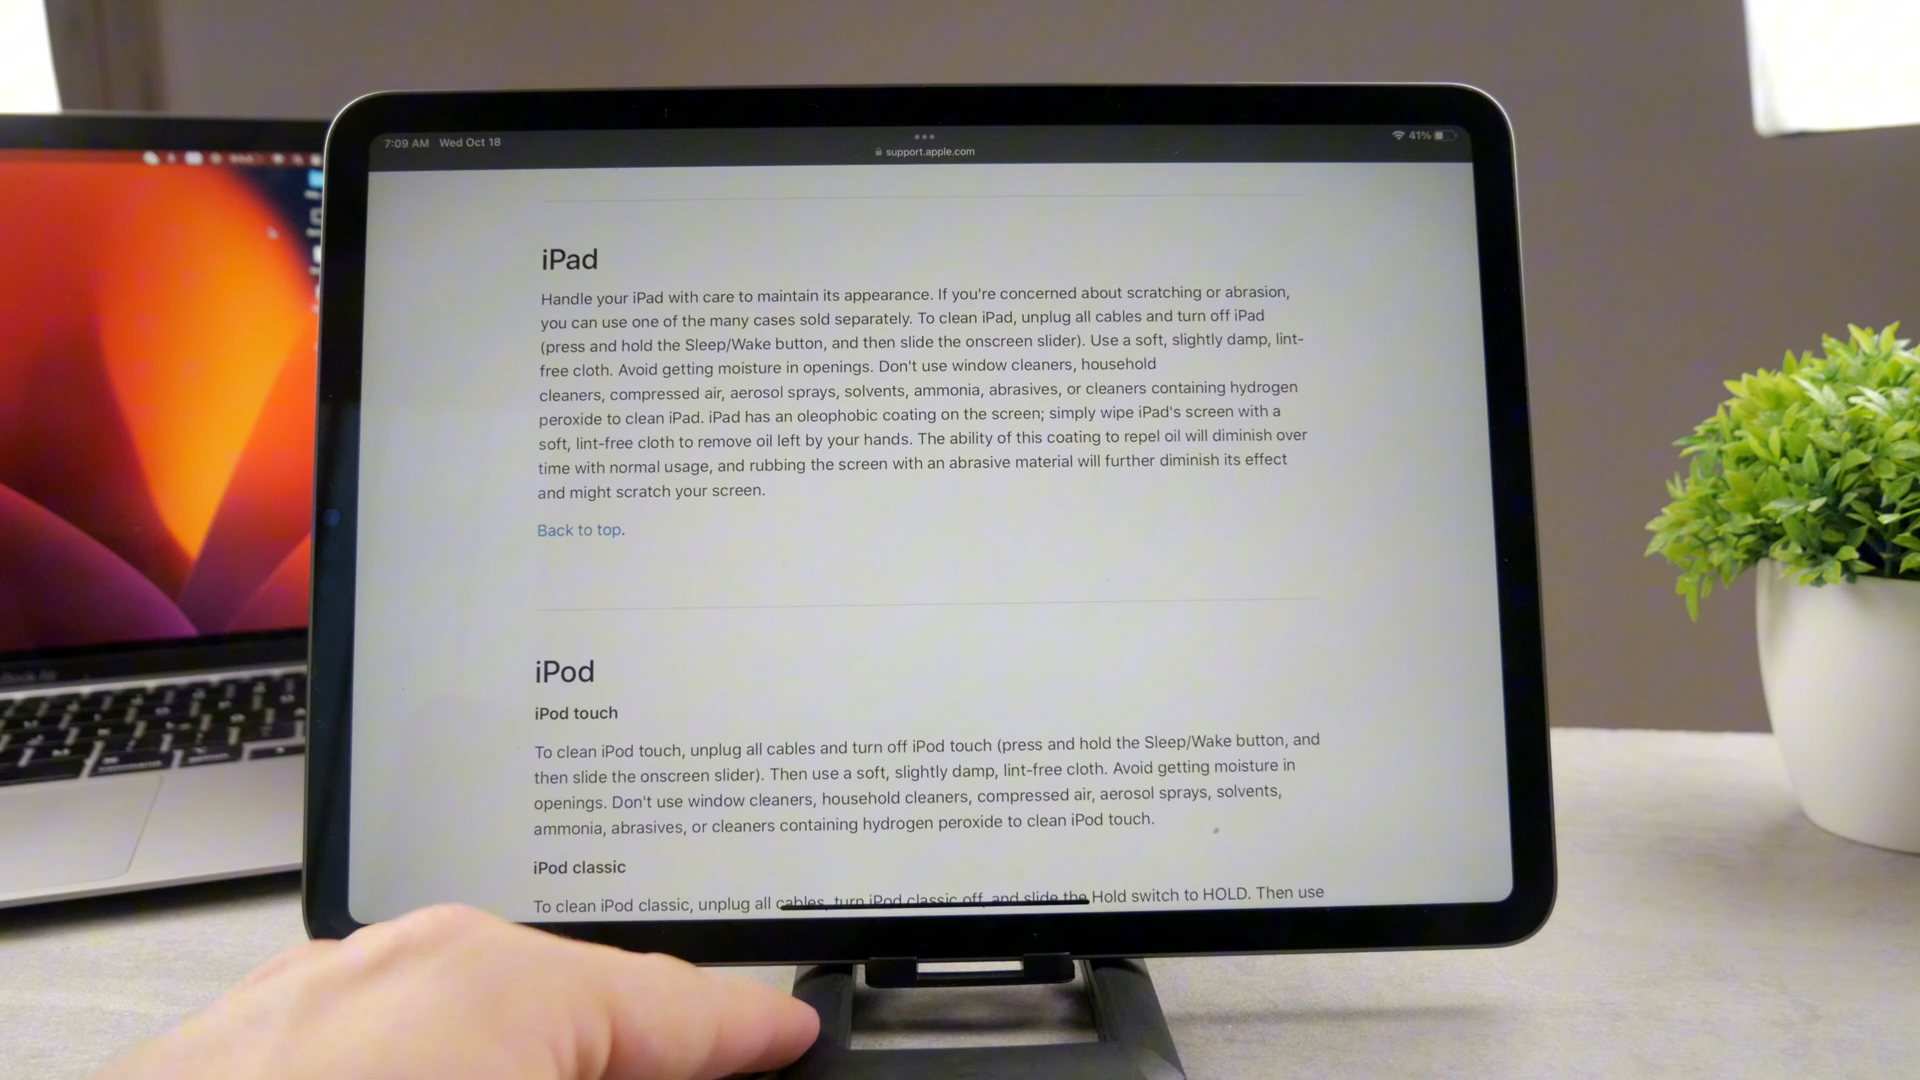 7:09 AM Wed Oct 18
support.apple.com
41%
iPad
Handle your iPad with care to maintain its appearance. If you're concerned about scratching or abrasion,
you can use one of the many cases sold separately. To clean iPad, unplug all cables and turn off iPad
(press and hold the Sleep/Wake button, and then slide the onscreen slider). Use a soft, slightly damp, lint-
free cloth. Avoid getting moisture in openings. Don't use window cleaners, household
cleaners, compressed air, aerosol sprays, solvents, ammonia, abrasives, or cleaners containing hydrogen
peroxide to clean iPad. iPad has an oleophobic coating on the screen; simply wipe iPad's screen with a
soft, lint-free cloth to remove oil left by your hands. The ability of this coating to repel oil will diminish over
time with normal usage, and rubbing the screen with an abrasive material will further diminish its effect
and might scratch your screen.
Back to top.
iPod
iPod touch
To clean iPod touch, unplug all cables and turn off iPod touch (press and hold the Sleep/Wake button, and
then slide the onscreen slider). Then use a soft, slightly damp, lint-free cloth. Avoid getting moisture in
openings. Don't use window cleaners, household cleaners, compressed air, aerosol sprays, solvents,
ammonia, abrasives, or cleaners containing hydrogen peroxide to clean iPod touch.
iPod classic
To clean iPod classic, unplug all cables, turn iPod classic off, and slide the Hold switch to HOLD. Then use